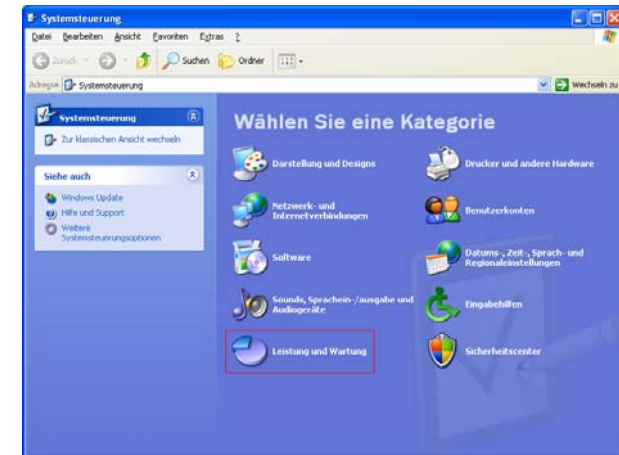 Systemsteuerung
Datei Bearbeiten Ansicht Favoriten Extras ?
Zurück Suchen Ordner
Adresse Systemsteuerung Wechseln zu
Systemsteuerung
Zur klassischen Ansicht wechseln
Siehe auch
Windows Update
Hilfe und Support
Weitere
Systemsteuerungsoptionen
Wählen Sie eine Kategorie
Darstellung und Designs
Drucker und andere Hardware
Netzwerk- und
Internetverbindungen
Benutzerkonten
Software
Datums-, Zeit-, Sprach- und
Regionaleinstellungen
Sounds, Sprachein-/ausgabe und
Audiogeräte
Eingabehilfen
Leistung und Wartung
Sicherheitscenter